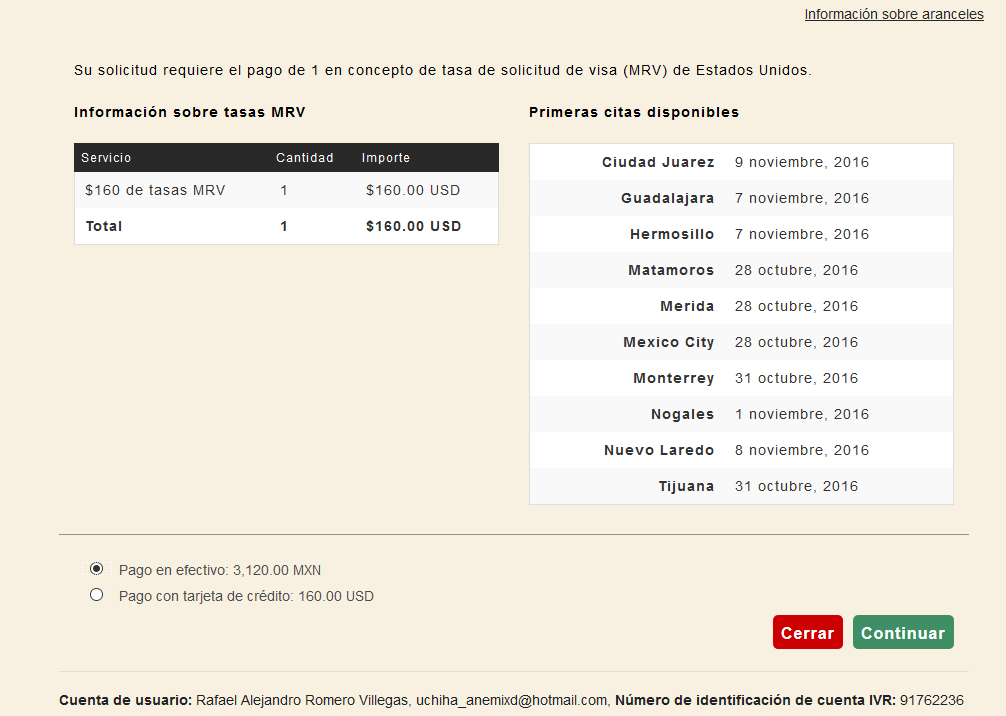 Información sobre aranceles
Su solicitud requiere el pago de 1 en concepto de tasa de solicitud de visa (MRV) de Estados Unidos.
Información sobre tasas MRV
Servicio Cantidad Importe
$160 de tasas MRV 1 $160.00 USD
Total 1 $160.00 USD
Primeras citas disponibles
Ciudad Juarez 9 noviembre, 2016
Guadalajara 7 noviembre, 2016
Hermosillo 7 noviembre, 2016
Matamoros 28 octubre, 2016
Merida 28 octubre, 2016
Mexico City 28 octubre, 2016
Monterrey 31 octubre, 2016
Nogales 1 noviembre, 2016
Nuevo Laredo 8 noviembre, 2016
Tijuana 31 octubre, 2016
Pago en efectivo: 3,120.00 MXN
Pago con tarjeta de crédito: 160.00 USD
Cerrar Continuar
Cuenta de usuario: Rafael Alejandro Romero Villegas, uchiha_anemixd@hotmail.com, Número de identificación de cuenta IVR: 91762236